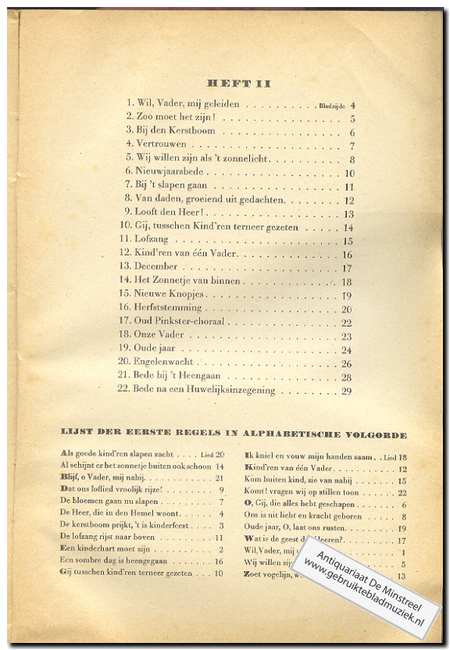 HEFT II
1. Wil, Vader, mij geleiden . . . . . . . . . . Bladzijde 4
2. Zoo moet het zijn! . . . . . . . . . . 5
3. Bij den Kerstboom . . . . . . . . . . 6
4. Vertrouwen . . . . . . . . . . 7
5. Wij willen zijn als 't zonnelicht . . . . . . . . . . 8
6. Nieuwjaarsbede . . . . . . . . . . 10
7. Bij 't slapen gaan . . . . . . . . . . 11
8. Van daden, groeiend uit gedachten. . . . . . . . . . 12
9. Looft den Heer! . . . . . . . . . . 13
10. Gij, tusschen Kind'ren terneer gezeten . . . . . 14
11. Lofzang . . . . . . . . . . 15
12. Kind'ren van één Vader. . . . . . . . . . 16
13. December . . . . . . . . . . 17
14. Het Zonnetje van binnen . . . . . . . . . . 18
15. Nieuwe Knopjes . . . . . . . . . . 19
16. Herfststemming . . . . . . . . . . 20
17. Oud Pinkster-choraal . . . . . . . . . . 22
18. Onze Vader . . . . . . . . . . 23
19. Oude jaar . . . . . . . . . . 24
20. Engelenwacht . . . . . . . . . . 26
21. Bede bij 't Heengaan . . . . . . . . . . 28
22. Bede na een Huwelijksinzegening . . . . . . . 29
LIJST DER EERSTE REGELS IN ALPHABETISCHE VOLGORDE
Als goede kind'ren slapen zacht . . . . Lied 20
Al schijnt er het zonnetje buiten ook schoon 14
Blijf, o Vader, mij nabij . . . . . 21
Dat ons loflied vroolijk rijze! . . . . . 9
De bloemen gaan nu slapen . . . . . 7
De Heer, die in den Hemel woont . . . . 4
De kerstboom prijkt, 't is kinderfeest . . . 3
De lofzang rijst naar boven . . . . . 11
Een kinderhart moet zijn . . . . . 2
Een sombre dag is heengegaan . . . . . 16
Gij tusschen kind'ren terneer gezeten . . . 10
Ik kniel en vouw mijn handen saam . . Lied 18
Kind'ren van één Vader . . . . . 12
Kom buiten kind, zie van nabij . . . . . 15
Komt! vragen wij op stillen toon . . . . 22
O, Gij, die alles hebt geschapen . . . . . 6
Om is nit licht en kracht geboren . . . . 8
Oude jaar, O, laat ons rusten . . . . . 19
Wat is de geest der Heeren? . . . . . 17
Wil, Vader, mij 1
Wij willen zijn 5
Zoet vogelijn, 13
Antiquariaat De Minstreel
www.gebruiktebladmuziek.nl